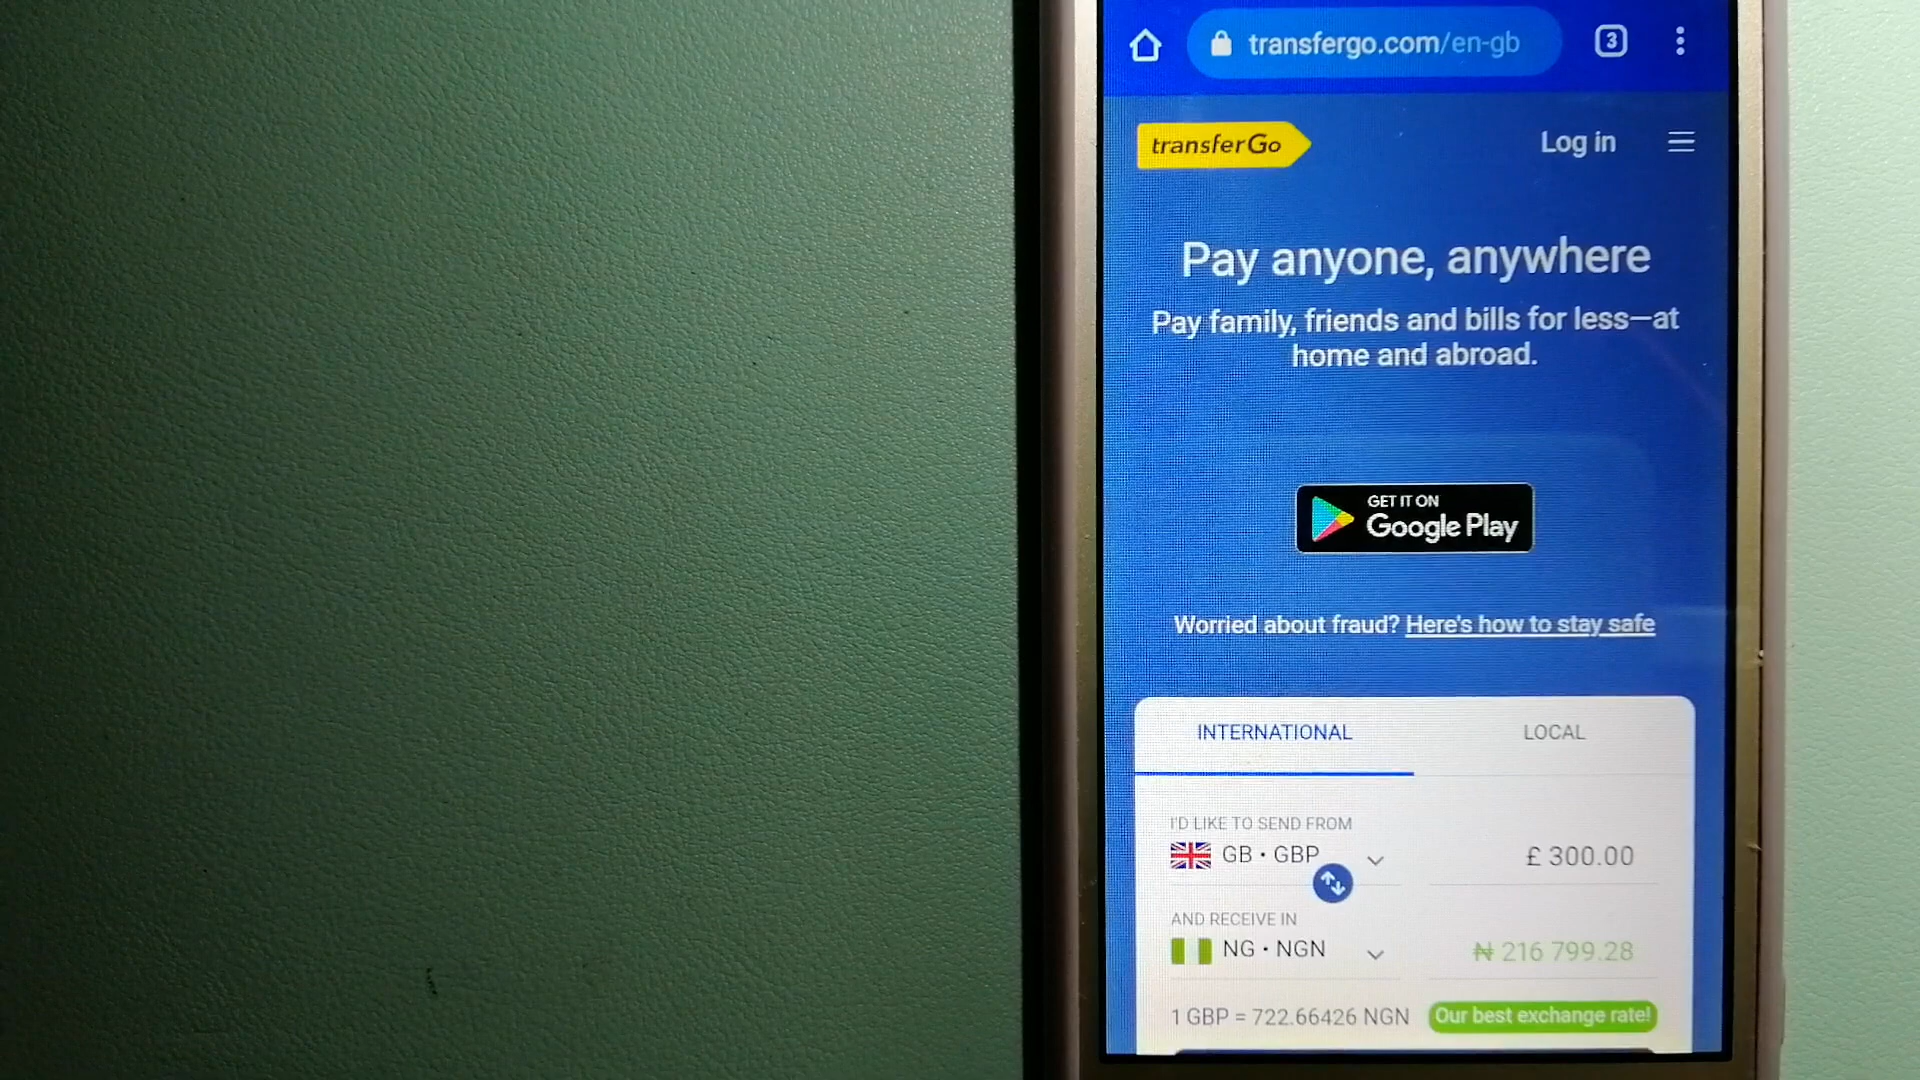 transfergo.com/en-gb
3
transferGo
Log in
Pay anyone, anywhere
Pay family, friends and bills for less—at
home and abroad.
GET IT ON
Google Play
Worried about fraud? Here's how to stay safe
INTERNATIONAL
LOCAL
I'D LIKE TO SEND FROM
GB • GBP
£ 300.00
AND RECEIVE IN
NG • NGN
₦ 216 799.28
1 GBP = 722.66426 NGN
Our best exchange rate!